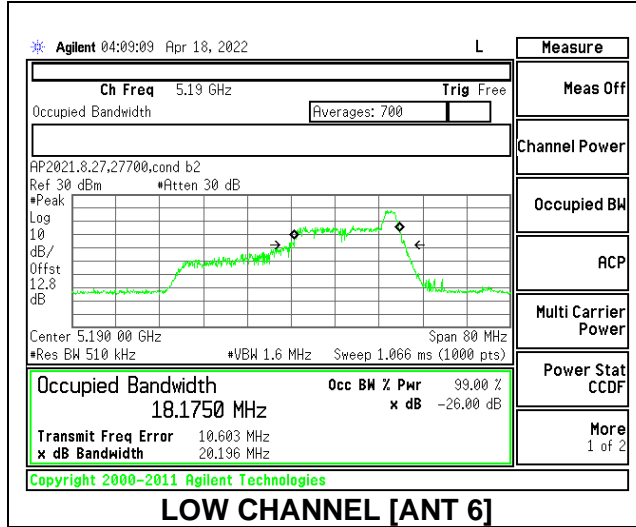 Agilent 04:09:09 Apr 18, 2022 L Measure
Ch Freq 5.19 GHz Trig Free
Meas Off
Occupied Bandwidth Averages: 700
Channel Power
AP2021.8.27,27700,cond b2
Ref 30 dBm #Atten 30 dB
#Peak
Occupied BW
Log
10
dB/
ACP
Offst
12.8
dB
Multi Carrier
Power
Center 5.190 00 GHz Span 80 MHz
#Res BW 510 kHz #VBW 1.6 MHz Sweep 1.066 ms (1000 pts)
Power Stat
CCDF
Occupied Bandwidth Occ BW % Pwr 99.00 %
18.1750 MHz x dB -26.00 dB
Transmit Freq Error 10.603 MHz
x dB Bandwidth 20.196 MHz
More
1 of 2
Copyright 2000-2011 Agilent Technologies
LOW CHANNEL [ANT 6]